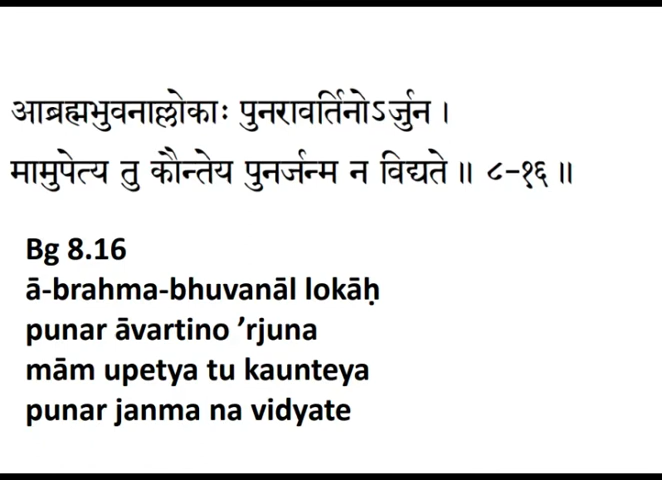 आब्रह्मभुवनाल्लोकाः पुनरावर्तिनोऽर्जुन ।
मामुपेत्य तु कौन्तेय पुनर्जन्म न विद्यते ॥ ८-१६ ॥
Bg 8.16
ā-brahma-bhuvanāl lokāḥ
punar āvartino ’rjuna
mām upetya tu kaunteya
punar janma na vidyate